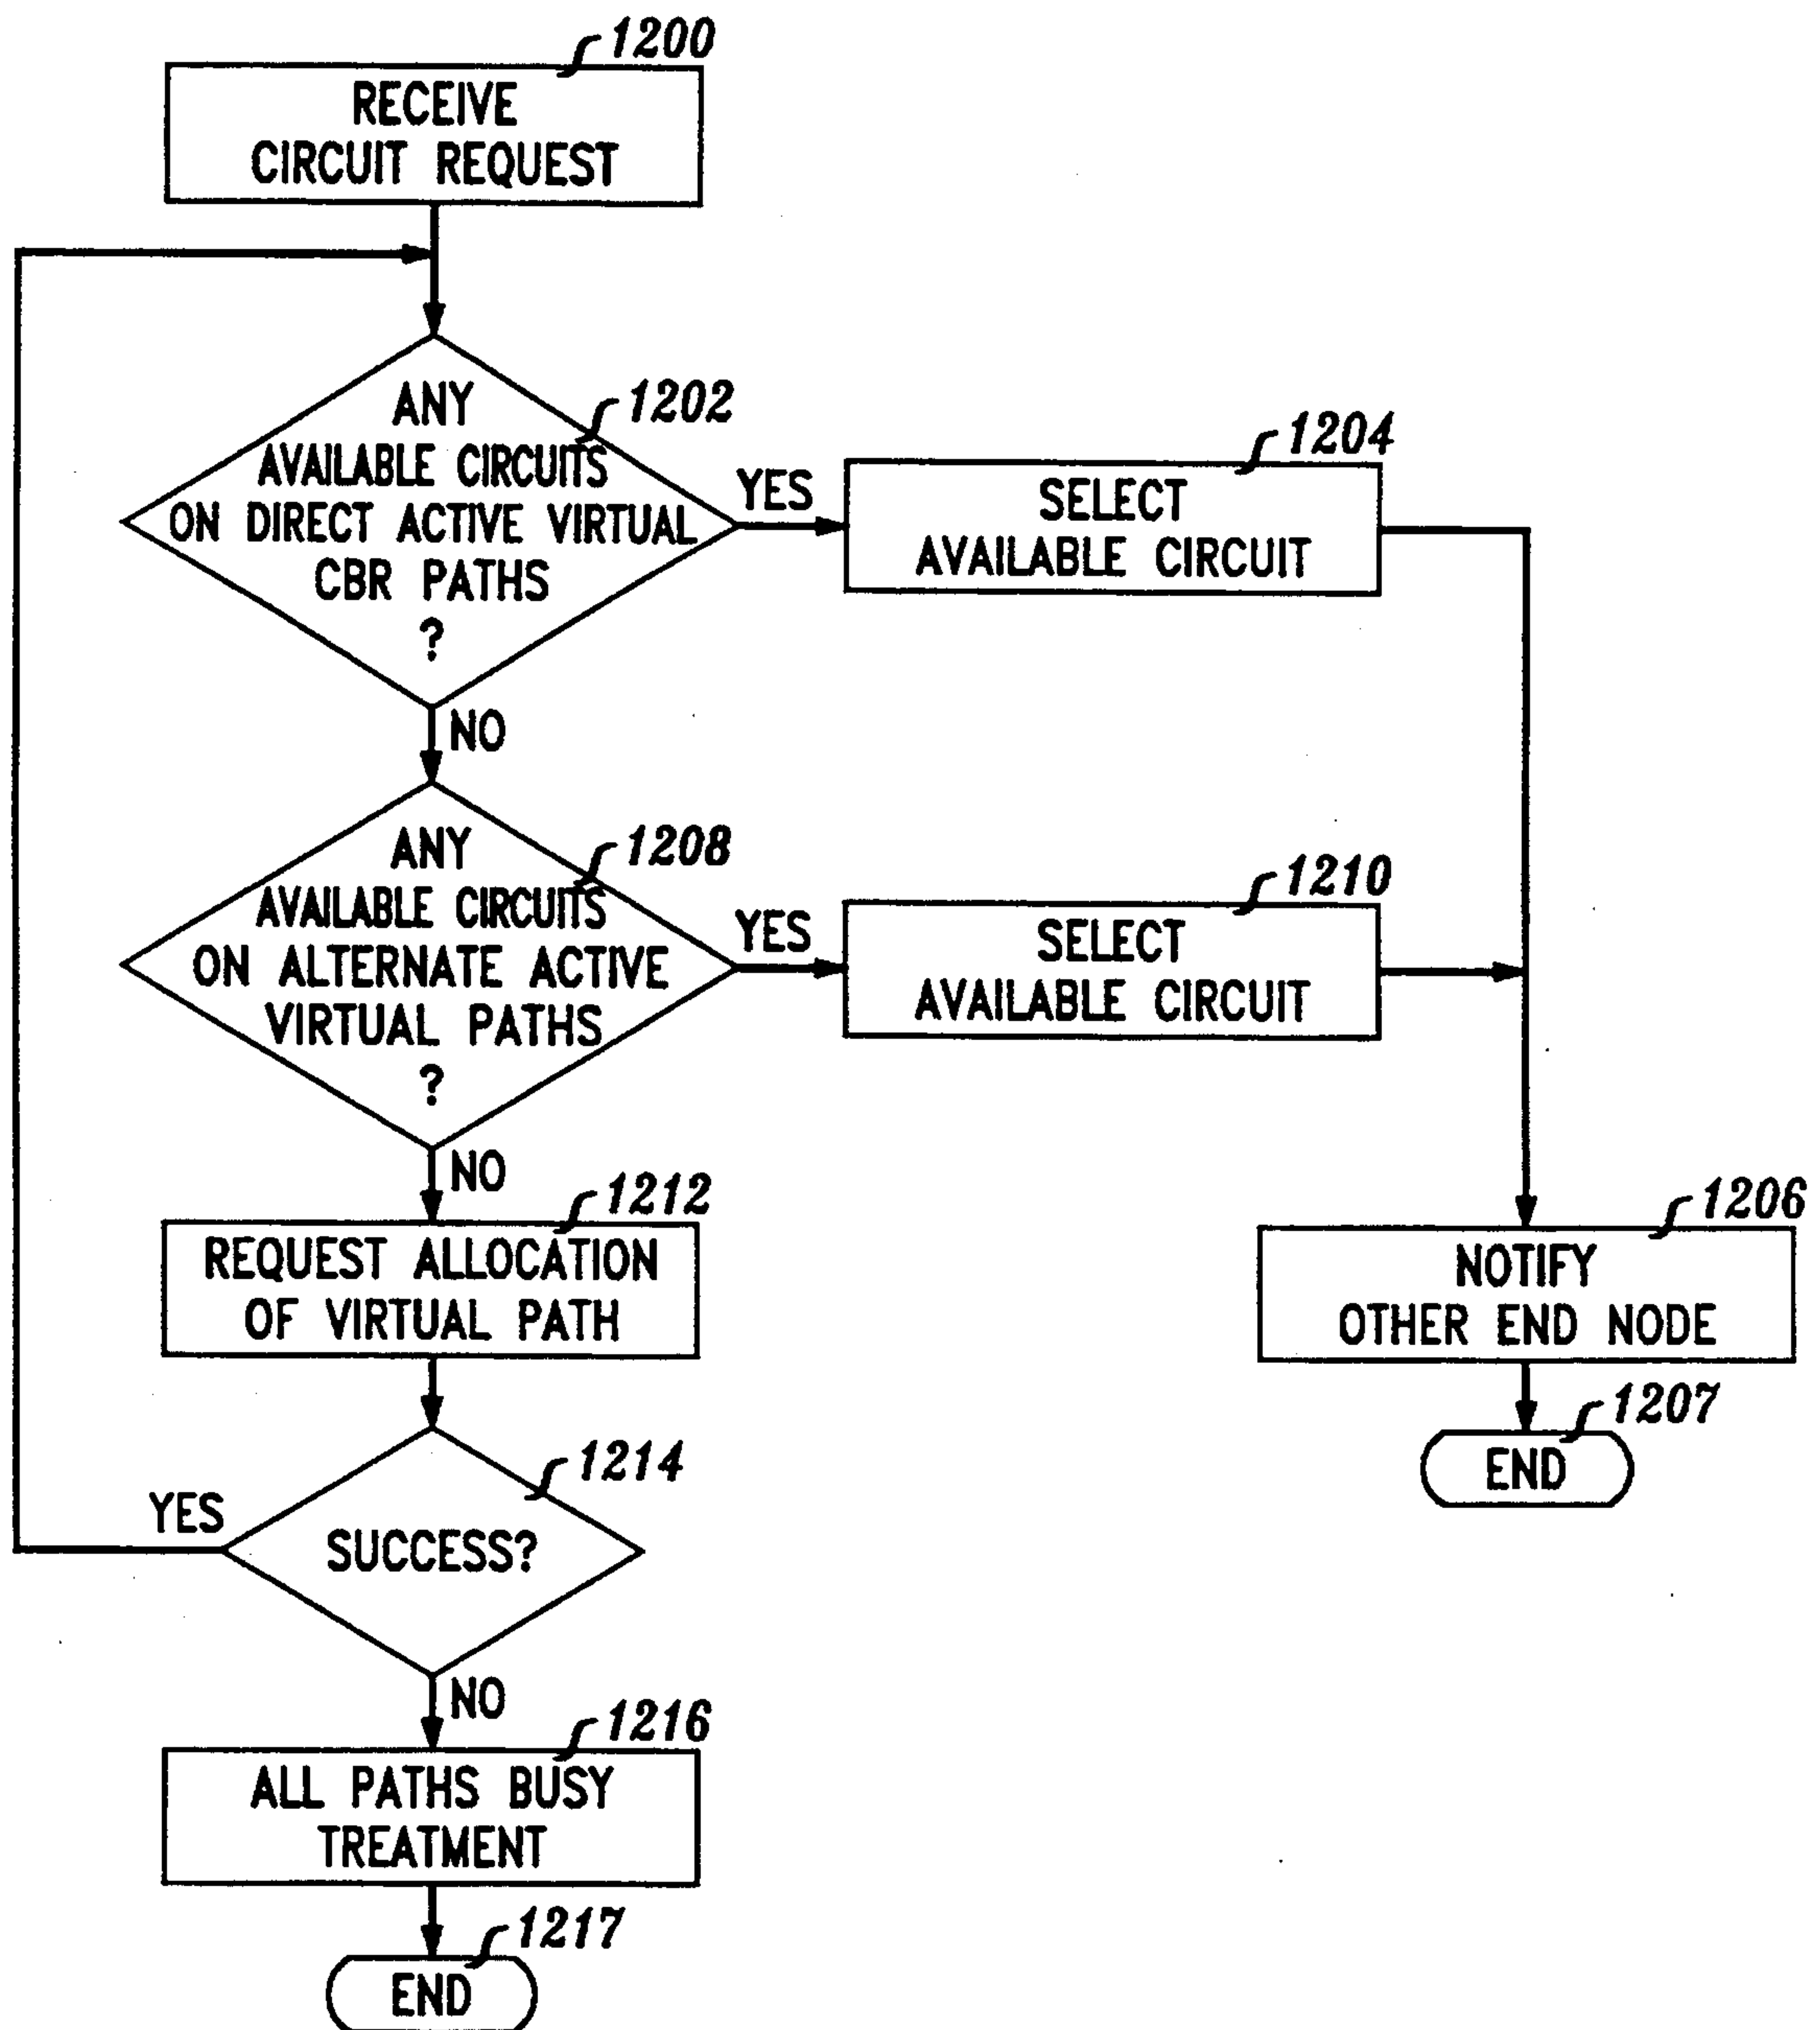 1200
RECEIVE
CIRCUIT REQUEST
1202
ANY
AVAILABLE CIRCUITS
ON DIRECT ACTIVE VIRTUAL
CBR PATHS
?
YES
1204
SELECT
AVAILABLE CIRCUIT
NO
1208
ANY
AVAILABLE CIRCUITS
ON ALTERNATE ACTIVE
VIRTUAL PATHS
?
YES
1210
SELECT
AVAILABLE CIRCUIT
NO
1212
REQUEST ALLOCATION
OF VIRTUAL PATH
1206
NOTIFY
OTHER END NODE
1207
END
1214
YES
SUCCESS?
NO
1216
ALL PATHS BUSY
TREATMENT
1217
END